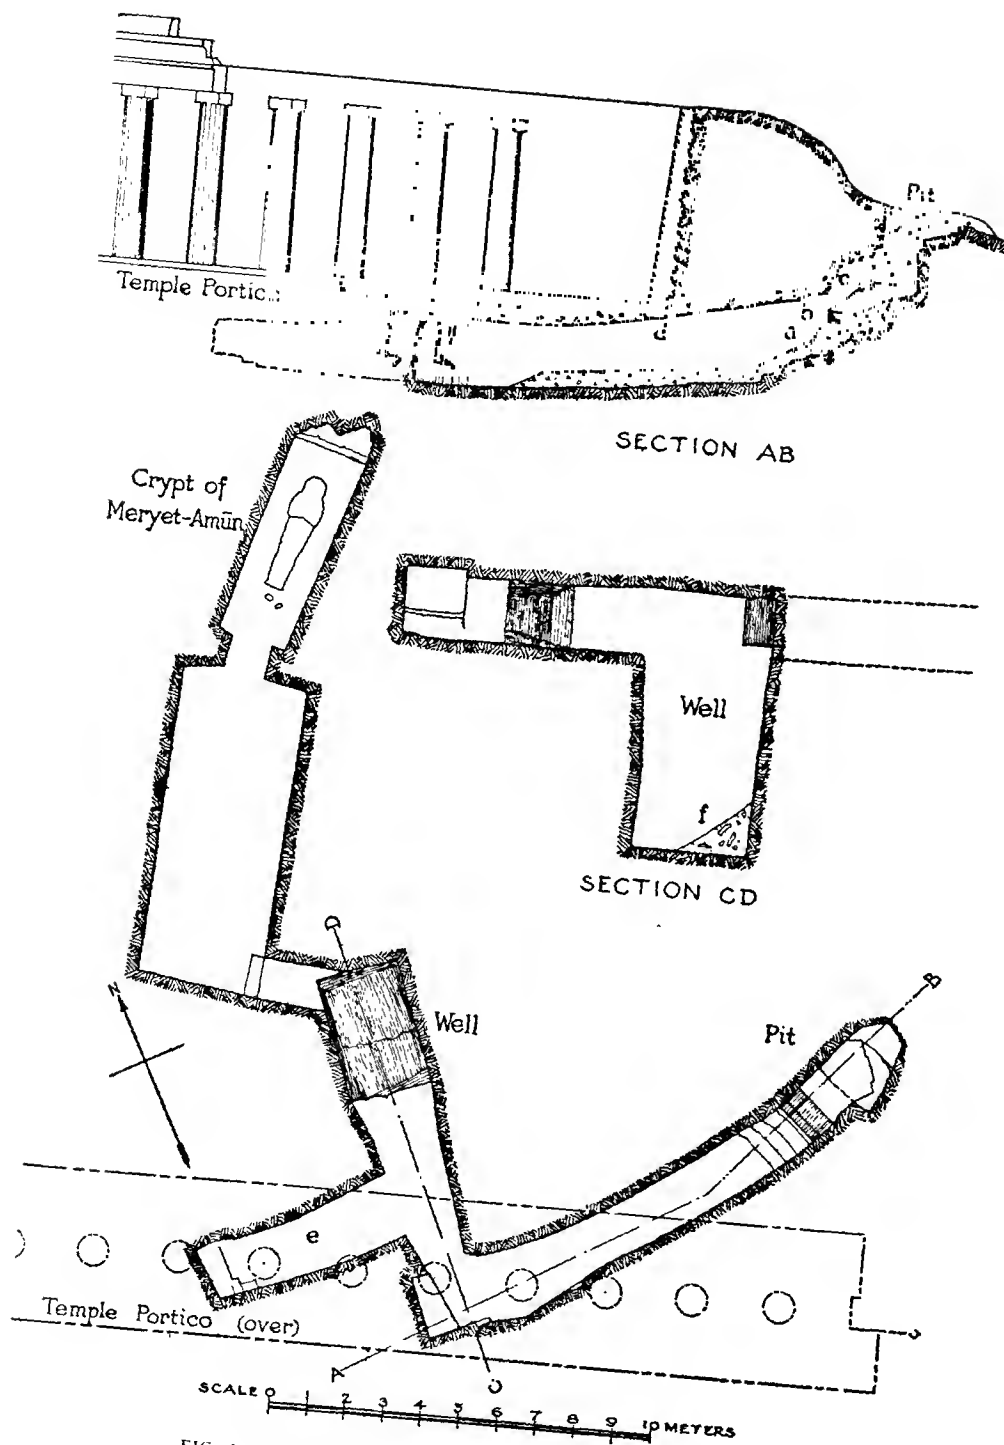 Pit
Temple Portico
c
b
a
d
SECTION AB
Crypt of
Meryet-Amūn
Well
f
SECTION CD
D
N
Well
B
Pit
e
Temple Portico (over)
A
C
SCALE 0 1 2 3 4 5 6 7 8 9 10 METERS
FIG.